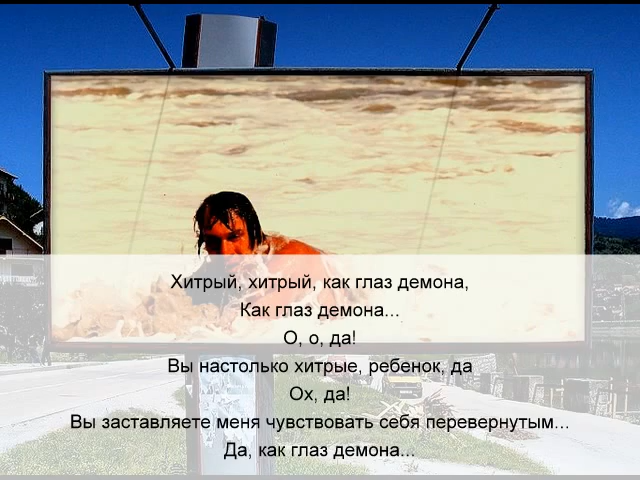 Хитрый, хитрый, как глаз демона,
Как глаз демона...
О, о, да!
Вы настолько хитрые, ребенок, да
Ох, да!
Вы заставляете меня чувствовать себя перевернутым...
Да, как глаз демона...